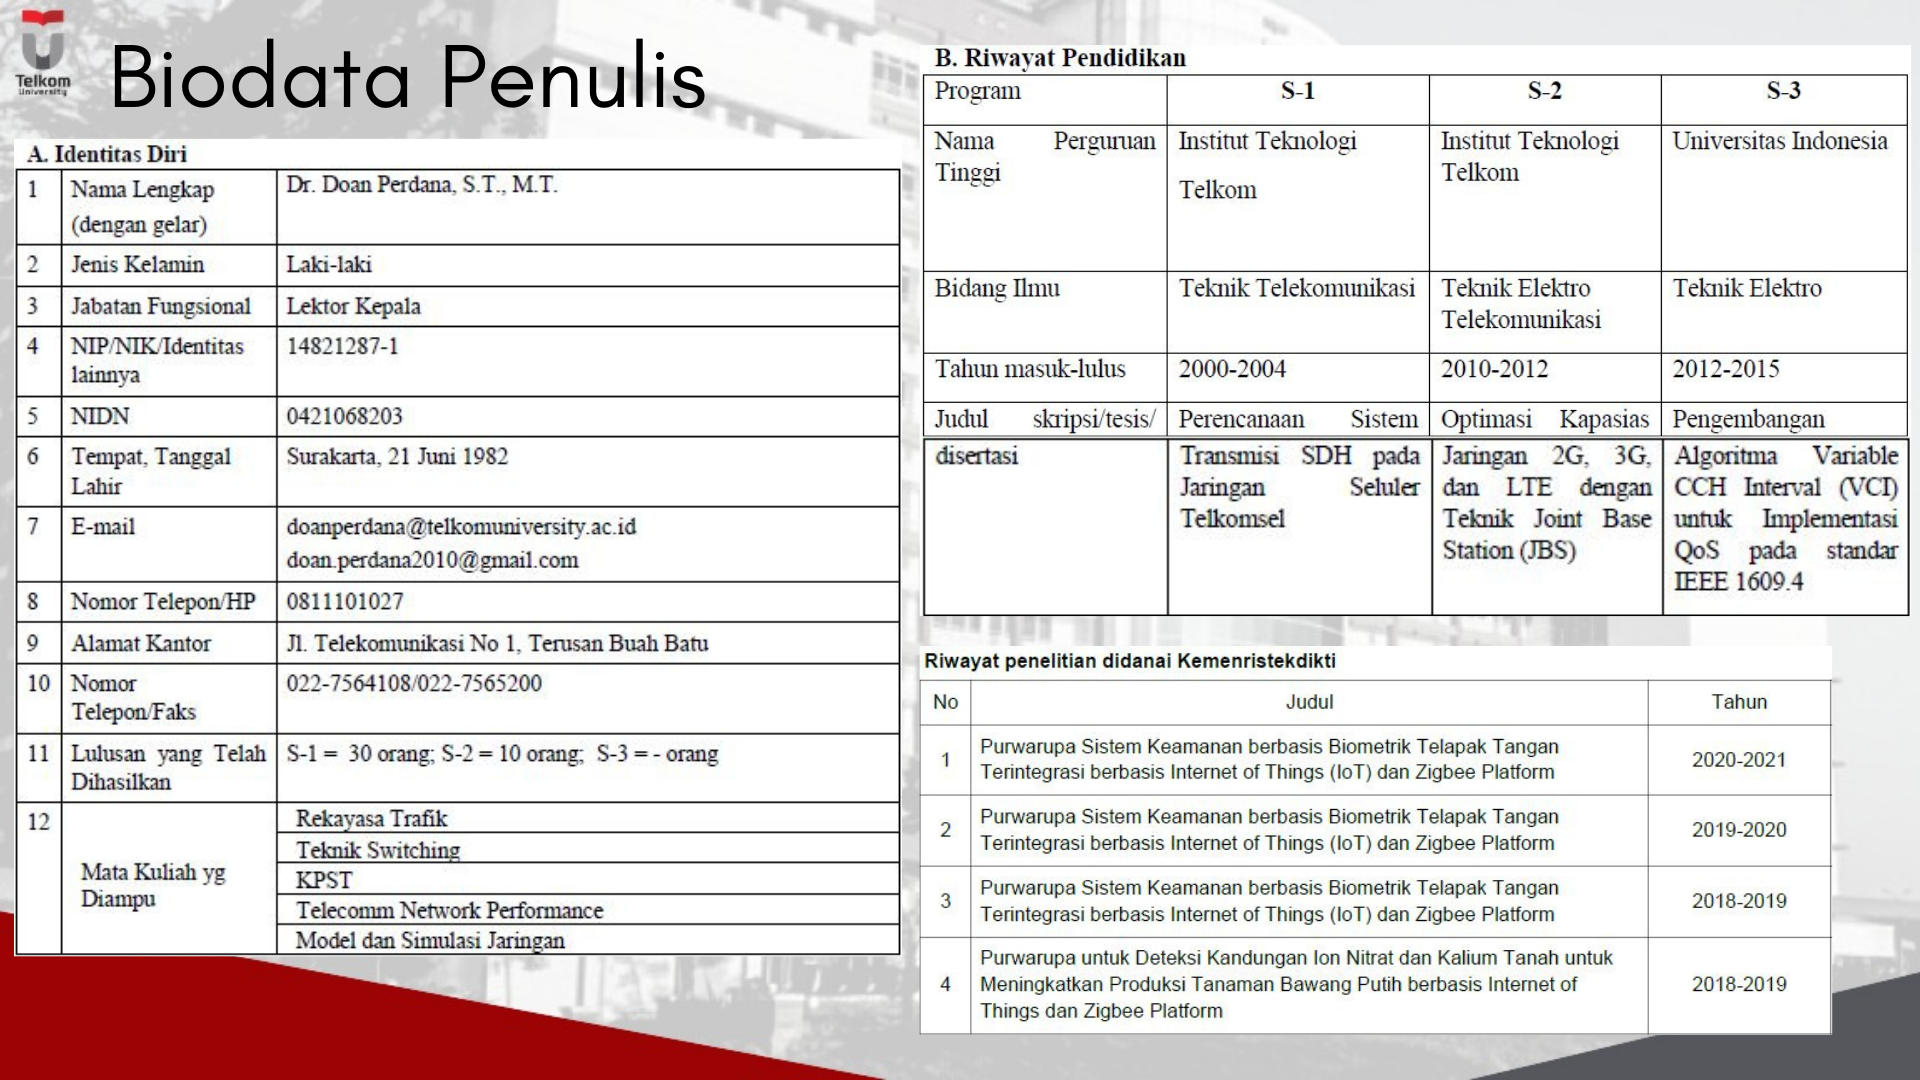 Telkom
University
Biodata Penulis
A. Identitas Diri
1 Nama Lengkap Dr. Doan Perdana, S.T., M.T.
(dengan gelar)
2 Jenis Kelamin Laki-laki
3 Jabatan Fungsional Lektor Kepala
4 NIP/NIK/Identitas 14821287-1
lainnya
5 NIDN 0421068203
6 Tempat, Tanggal Surakarta, 21 Juni 1982
Lahir
7 E-mail doanperdana@telkomuniversity.ac.id
doan.perdana2010@gmail.com
8 Nomor Telepon/HP 0811101027
9 Alamat Kantor Jl. Telekomunikasi No 1, Terusan Buah Batu
10 Nomor 022-7564108/022-7565200
Telepon/Faks
11 Lulusan yang Telah S-1 = 30 orang; S-2 = 10 orang; S-3 = - orang
Dihasilkan
12 Mata Kuliah yg
Diampu
Rekayasa Trafik
Teknik Switching
KPST
Telecomm Network Performance
Model dan Simulasi Jaringan
B. Riwayat Pendidikan
Program S-1 S-2 S-3
Nama Perguruan Institut Teknologi Institut Teknologi Universitas Indonesia
Tinggi Telkom Telkom
Bidang Ilmu Teknik Telekomunikasi Teknik Elektro Teknik Elektro
Telekomunikasi
Tahun masuk-lulus 2000-2004 2010-2012 2012-2015
Judul skripsi/tesis/ Perencanaan Sistem Optimasi Kapasias Pengembangan
disertasi Transmisi SDH pada Jaringan 2G, 3G, Algoritma Variable
Jaringan Seluler dan LTE dengan CCH Interval (VCI)
Telkomsel Teknik Joint Base untuk Implementasi
Station (JBS) QoS pada standar
IEEE 1609.4
Riwayat penelitian didanai Kemenristekdikti
No Judul Tahun
1 Purwarupa Sistem Keamanan berbasis Biometrik Telapak Tangan 2020-2021
Terintegrasi berbasis Internet of Things (IoT) dan Zigbee Platform
2 Purwarupa Sistem Keamanan berbasis Biometrik Telapak Tangan 2019-2020
Terintegrasi berbasis Internet of Things (IoT) dan Zigbee Platform
3 Purwarupa Sistem Keamanan berbasis Biometrik Telapak Tangan 2018-2019
Terintegrasi berbasis Internet of Things (IoT) dan Zigbee Platform
4 Purwarupa untuk Deteksi Kandungan Ion Nitrat dan Kalium Tanah untuk 2018-2019
Meningkatkan Produksi Tanaman Bawang Putih berbasis Internet of
Things dan Zigbee Platform